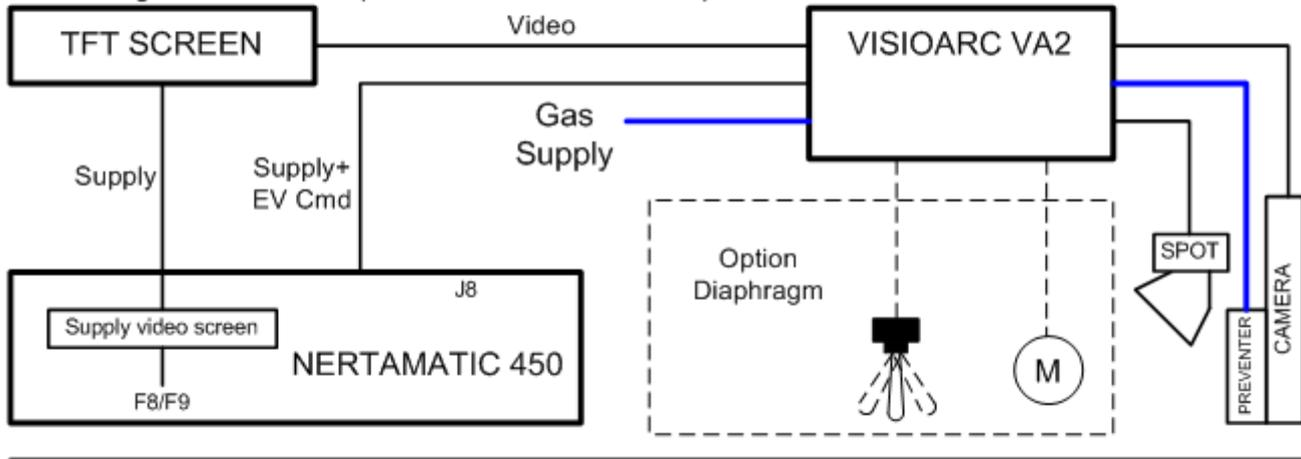 TFT SCREEN
Video
VISIOARC VA2
Gas
Supply
Supply
Supply+
EV Cmd
J8
Supply video screen
NERTAMATIC 450
F8/F9
Option
Diaphragm
M
SPOT
PREVENTER
CAMERA